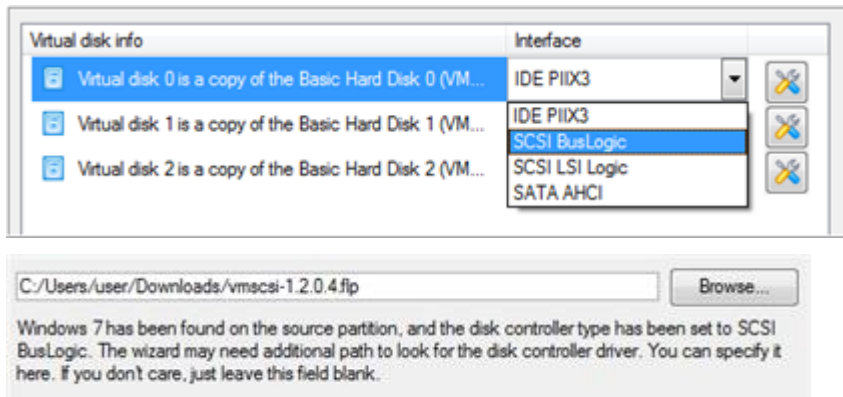 Virtual disk info Interface
Virtual disk 0 is a copy of the Basic Hard Disk 0 (VM... IDE PIIX3
Virtual disk 1 is a copy of the Basic Hard Disk 1 (VM... IDE PIIX3
SCSI BusLogic
Virtual disk 2 is a copy of the Basic Hard Disk 2 (VM... SCSI LSI Logic
SATA AHCI
C:/Users/user/Downloads/vmscsi-1.2.0.4.flp Browse...
Windows 7 has been found on the source partition, and the disk controller type has been set to SCSI
BusLogic. The wizard may need additional path to look for the disk controller driver. You can specify it
here. If you don't care, just leave this field blank.